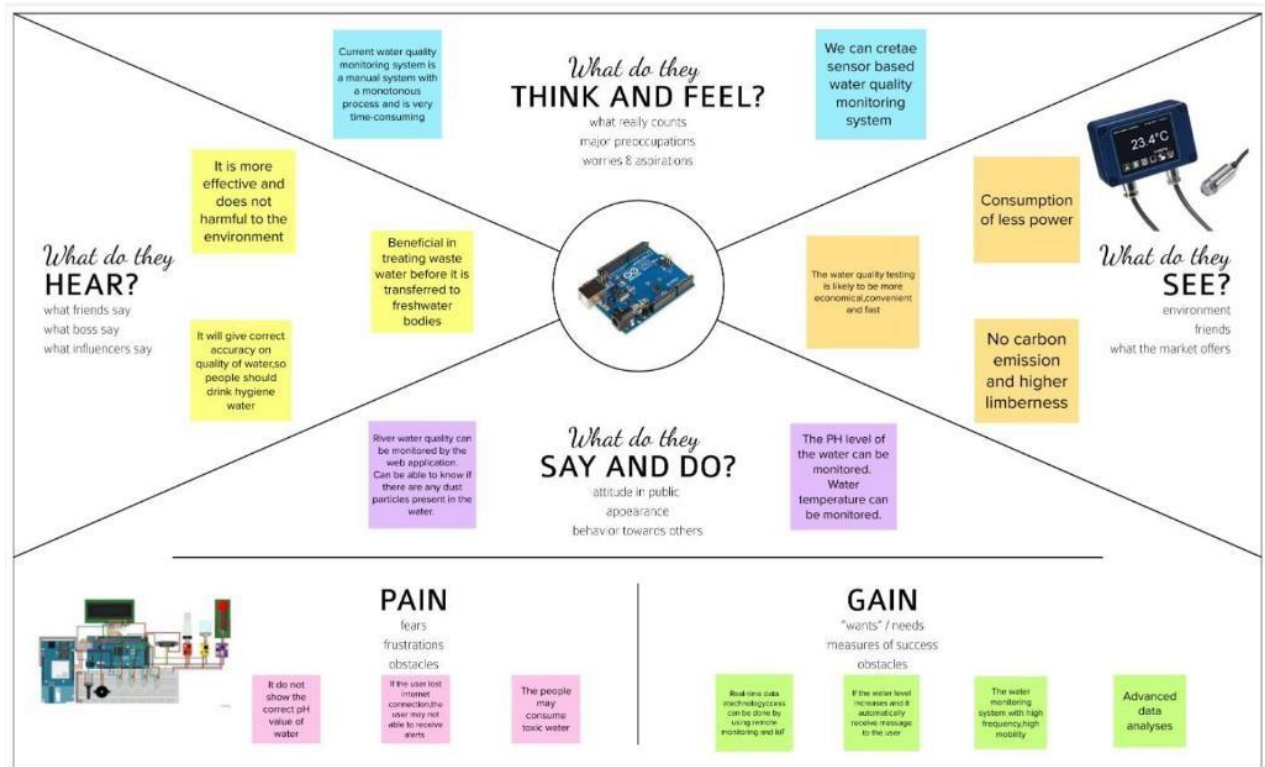 What do they
THINK AND FEEL?
what really counts
major preoccupations
worries & aspirations
Current water quality
monitoring system is
a manual system with
a monotonous
process and is very
time-consuming
We can cretae
sensor based
water quality
monitoring
system
What do they
HEAR?
what friends say
what boss say
what influencers say
It is more
effective and
does not
harmful to the
environment
Beneficial in
treating waste
water before it is
transferred to
freshwater
bodies
It will give correct
accuracy on
quality of water,so
people should
drink hygiene
water
23.4°C
What do they
SEE?
environment
friends
what the market offers
Consumption
of less power
The water quality testing
is likely to be more
economical,convenient
and fast
No carbon
emission
and higher
limberness
What do they
SAY AND DO?
attitude in public
appearance
behavior towards others
River water quality can
be monitored by the
web application.
Can be able to know if
there are any dust
particles present in the
water.
The PH level of
the water can be
monitored.
Water
temperature can
be monitored.
PAIN
fears
frustrations
obstacles
It do not
show the
correct pH
value of
water
If the user lost
internet
connection,the
user may not
able to receive
alerts
The people
may
consume
toxic water
GAIN
"wants" / needs
measures of success
obstacles
Real-time data
can be done by
using remote
monitoring and IoT
If the water level
increases and it
automatically
receive message
to the user
The water
monitoring
system with high
frequency,high
mobility
Advanced
data
analyses